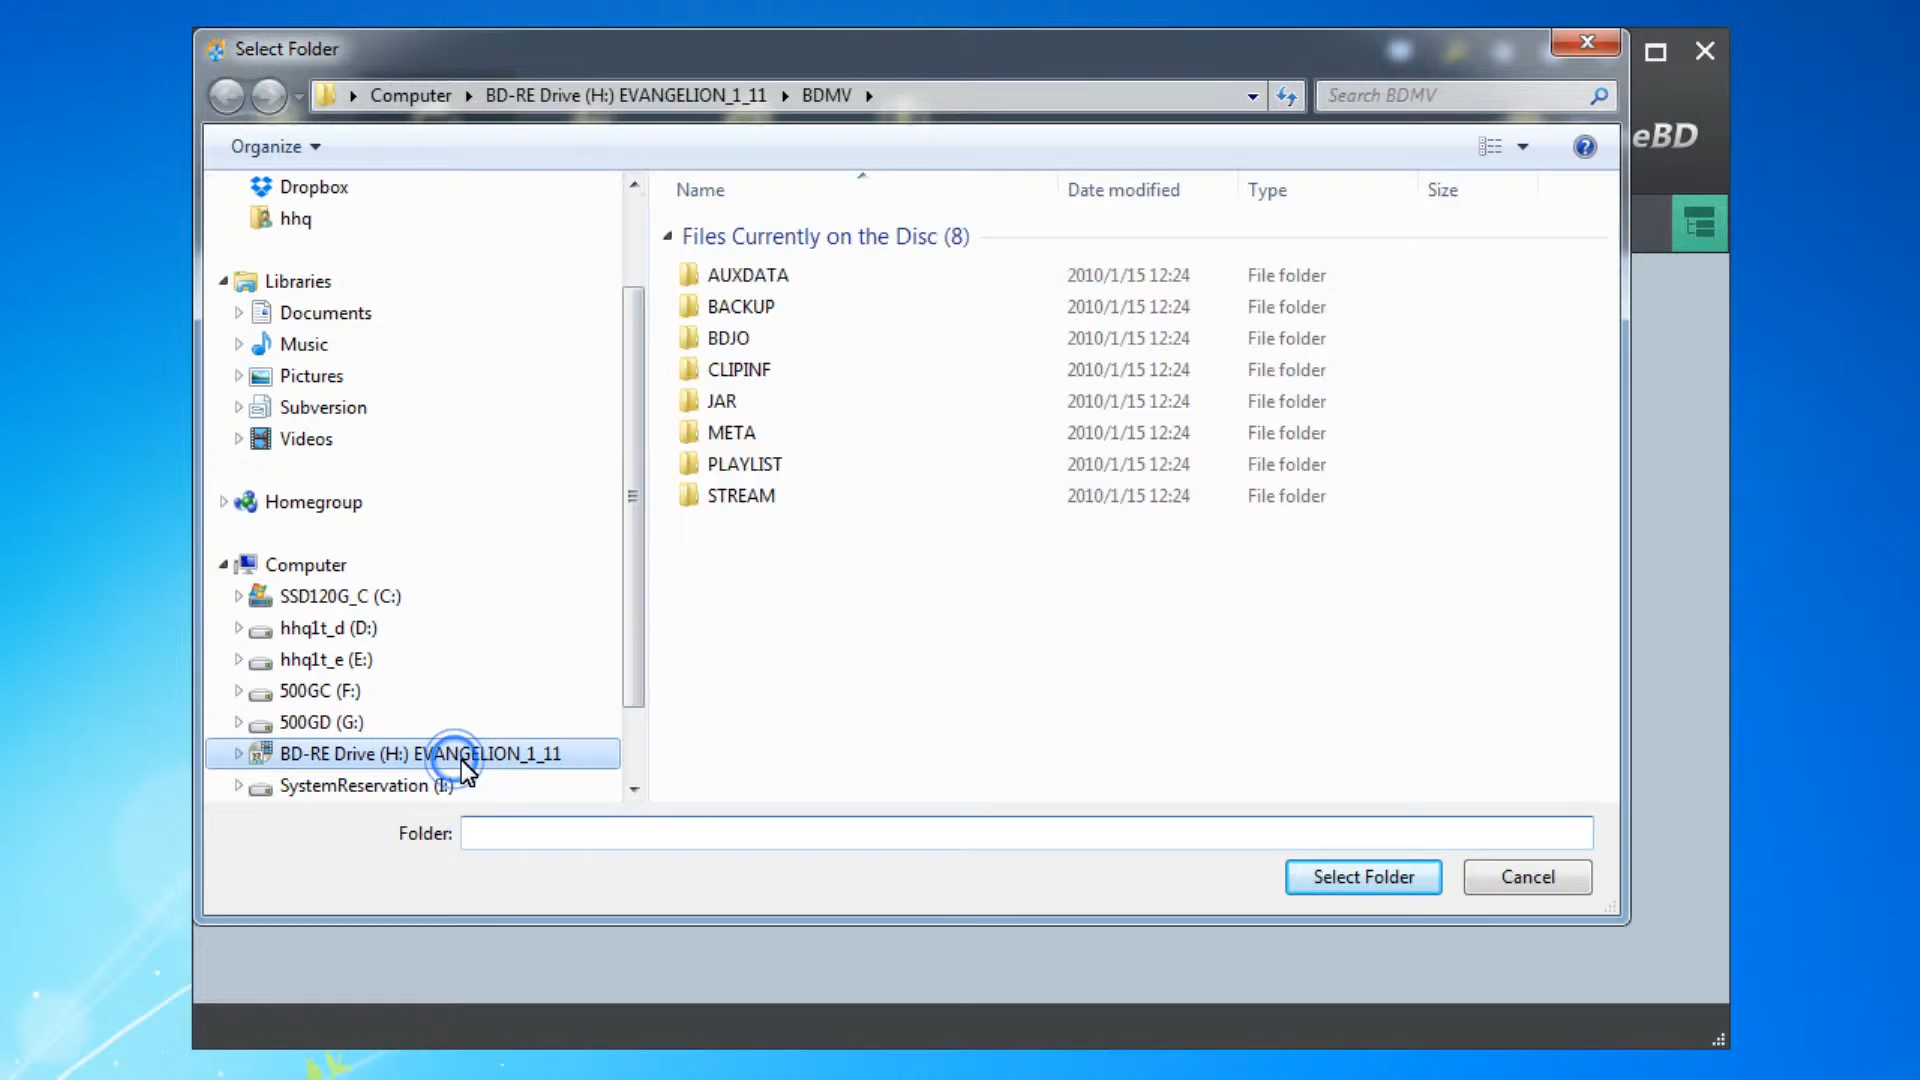 Select Folder
Computer BD-RE Drive (H:) EVANGELION_1_11 BDMV
Search BDMV
eBD
Organize
Dropbox
hhq
Libraries
Documents
Music
Pictures
Subversion
Videos
Homegroup
Computer
SSD120G_C (C:)
hhq1t_d (D:)
hhq1t_e (E:)
500GC (F:)
500GD (G:)
BD-RE Drive (H:) EVANGELION_1_11
SystemReservation (I:)
Name Date modified Type Size
Files Currently on the Disc (8)
AUXDATA 2010/1/15 12:24 File folder
BACKUP 2010/1/15 12:24 File folder
BDJO 2010/1/15 12:24 File folder
CLIPINF 2010/1/15 12:24 File folder
JAR 2010/1/15 12:24 File folder
META 2010/1/15 12:24 File folder
PLAYLIST 2010/1/15 12:24 File folder
STREAM 2010/1/15 12:24 File folder
Folder:
Select Folder
Cancel